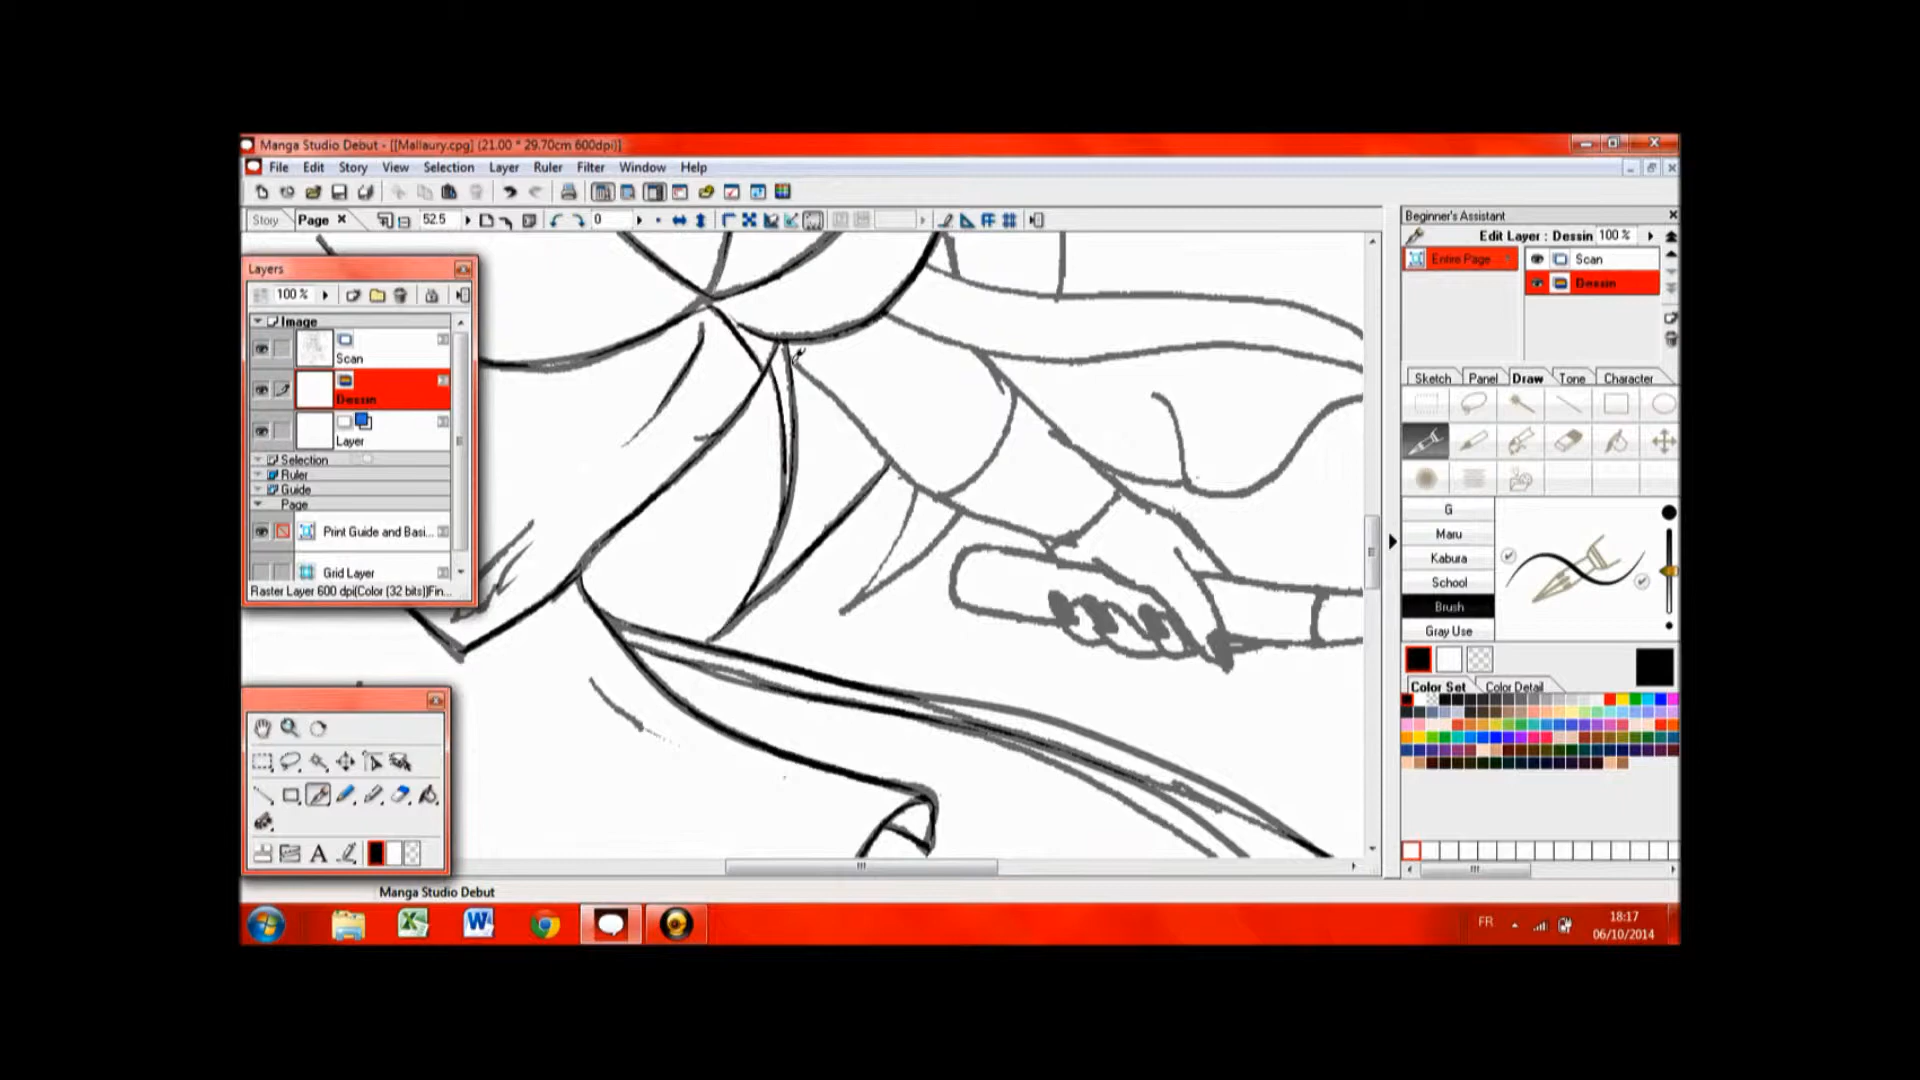 Manga Studio Debut - [[Mallaury.cpg] (21.00 * 29.70cm 600dpi)]
File Edit Story View Selection Layer Ruler Filter Window Help
Story Page 52.5 0
Beginner's Assistant
Edit Layer : Dessin 100 %
Entire Page
Scan
Dessin
Layers
100 %
Image
Scan
Dessin
Layer
Selection
Ruler
Guide
Page
Print Guide and Basi...
Grid Layer
Raster Layer 600 dpi(Color (32 bits))Fin...
Sketch Panel Draw Tone Character
G
Maru
Kabura
School
Brush
Gray Use
Color Set Color Detail
A
Manga Studio Debut
FR
18:17
06/10/2014